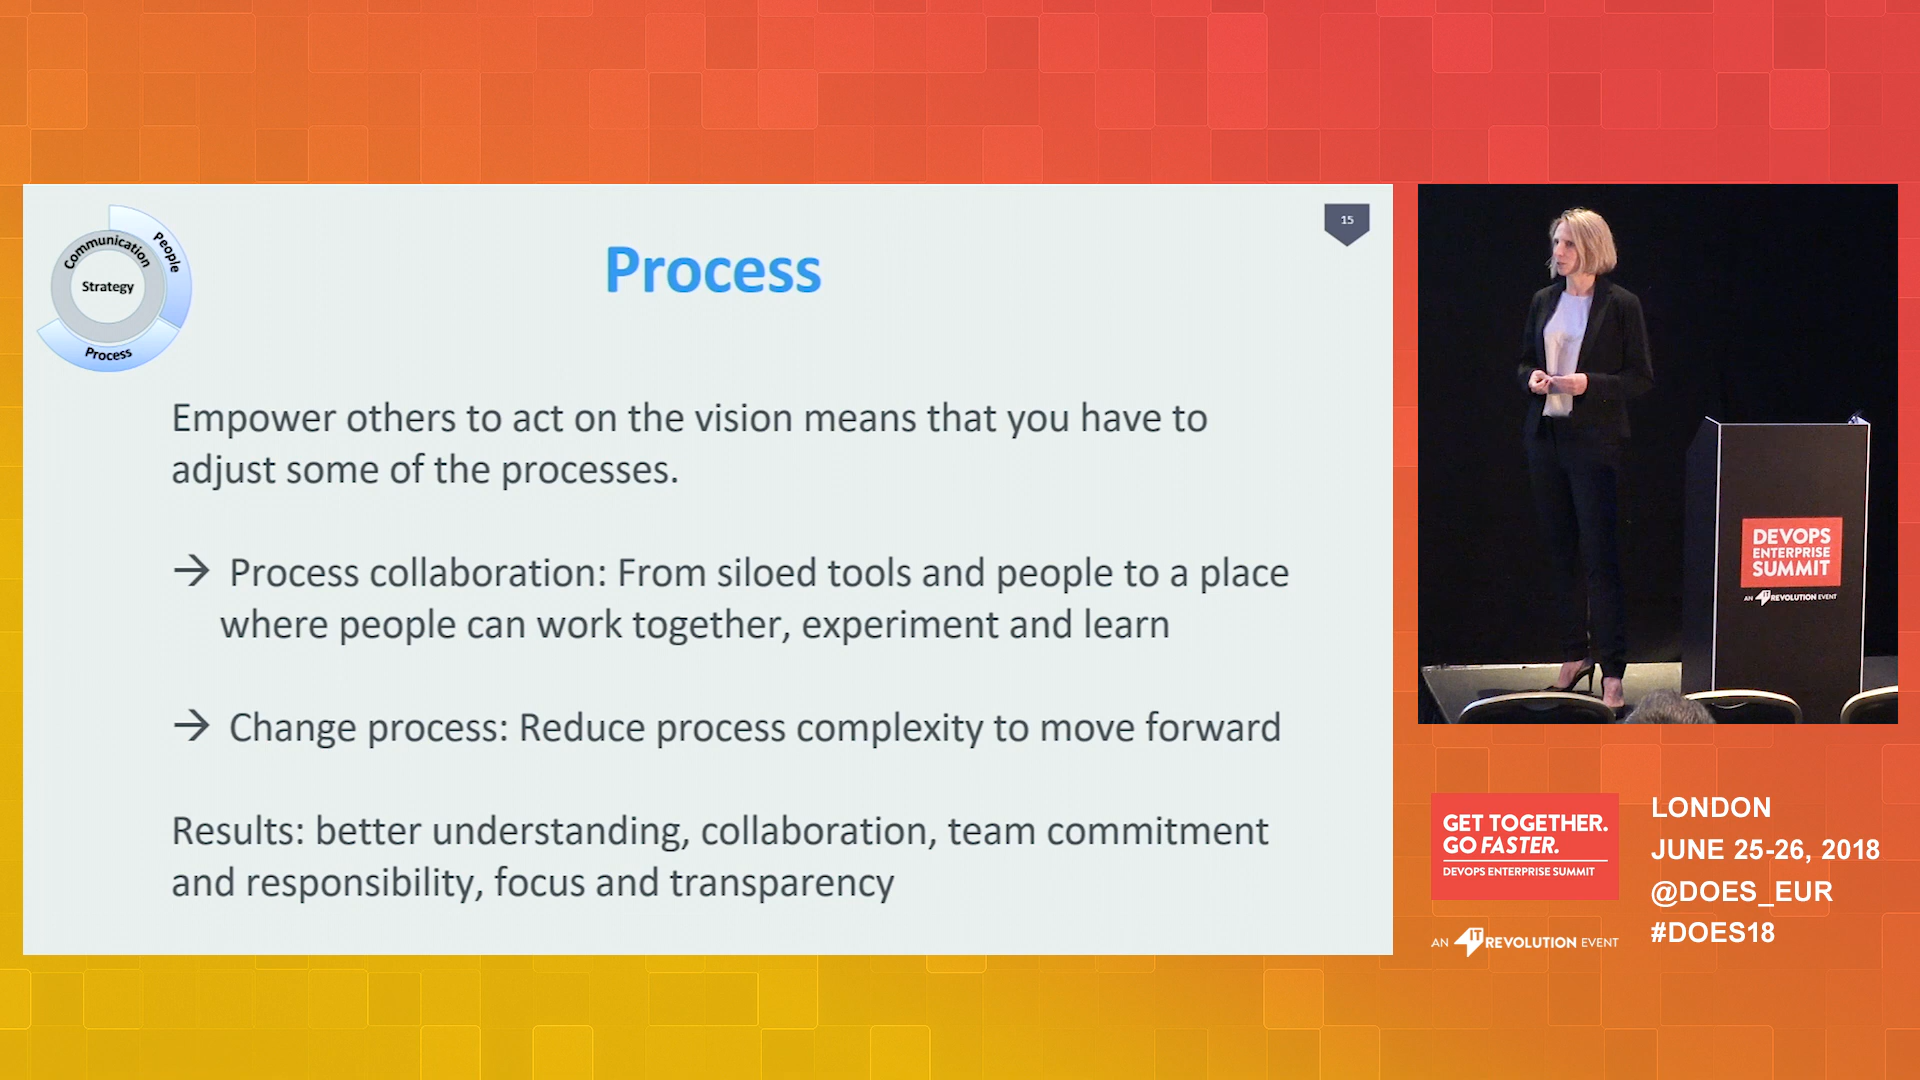 Communication
People
Strategy
Process
15
Process
Empower others to act on the vision means that you have to
adjust some of the processes.
→ Process collaboration: From siloed tools and people to a place
where people can work together, experiment and learn
→ Change process: Reduce process complexity to move forward
Results: better understanding, collaboration, team commitment
and responsibility, focus and transparency
DEVOPS
ENTERPRISE
SUMMIT
AN IT REVOLUTION EVENT
GET TOGETHER.
GO FASTER.
DEVOPS ENTERPRISE SUMMIT
AN IT REVOLUTION EVENT
LONDON
JUNE 25-26, 2018
@DOES_EUR
#DOES18